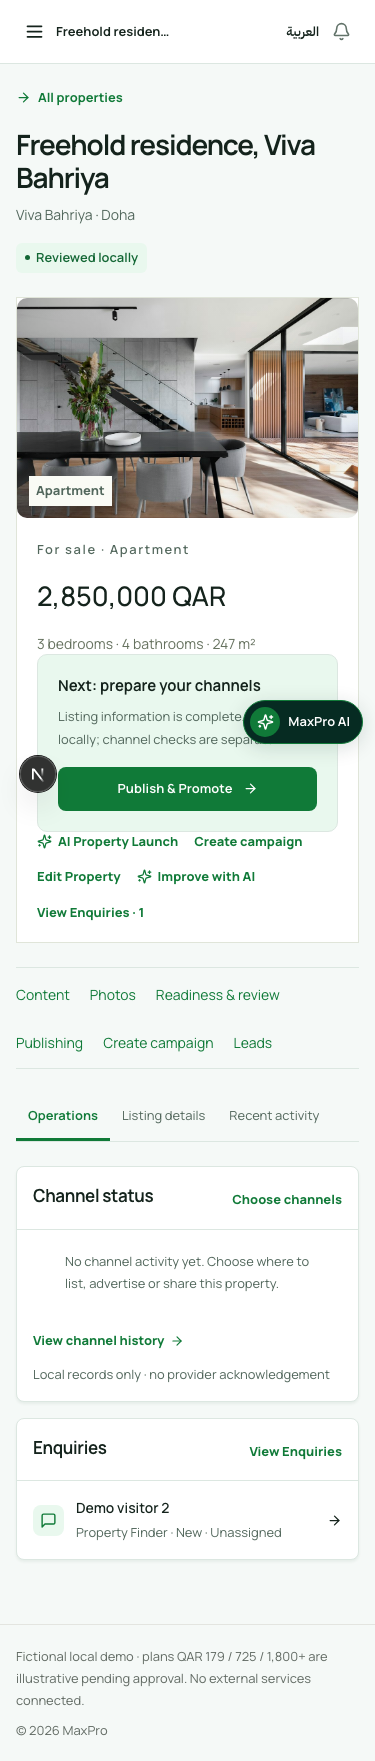 Freehold residen...
العربية
All properties
Freehold residence, Viva
Bahriya
Viva Bahriya · Doha
Reviewed locally
Apartment
For sale · Apartment
2,850,000 QAR
3 bedrooms · 4 bathrooms · 247 m²
Next: prepare your channels
Listing information is complete
locally; channel checks are
MaxPro AI
N
Publish & Promote
AI Property Launch
Create campaign
Edit Property
Improve with AI
View Enquiries · 1
Content
Photos
Readiness & review
Publishing
Create campaign
Leads
Operations
Listing details
Recent activity
Channel status
Choose channels
No channel activity yet. Choose where to
list, advertise or share this property.
View channel history
Local records only · no provider acknowledgement
Enquiries
View Enquiries
Demo visitor 2
Property Finder · New · Unassigned
Fictional local demo · plans QAR 179 / 725 / 1,800+ are
illustrative pending approval. No external services
connected.
© 2026 MaxPro